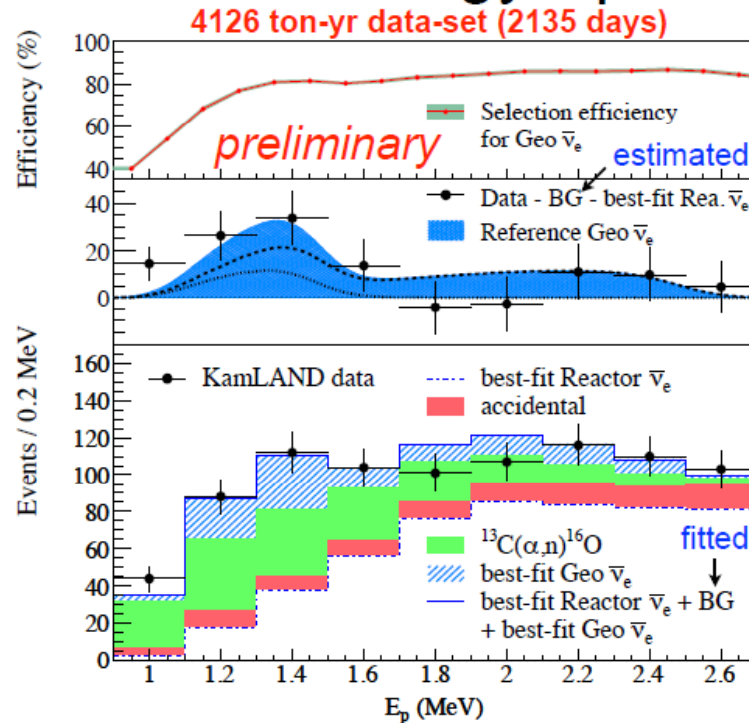 4126 ton-yr data-set (2135 days)
Efficiency (%)
100
80
60
40
preliminary
Selection efficiency
for Geo ν̅e
estimated
40
20
0
Data - BG - best-fit Rea. ν̅e
Reference Geo ν̅e
Events / 0.2 MeV
160
140
120
100
80
60
40
20
0
KamLAND data
best-fit Reactor ν̅e
accidental
13C(α,n)16O
fitted
best-fit Geo ν̅e
best-fit Reactor ν̅e + BG
+ best-fit Geo ν̅e
1 1.2 1.4 1.6 1.8 2 2.2 2.4 2.6
Ep (MeV)